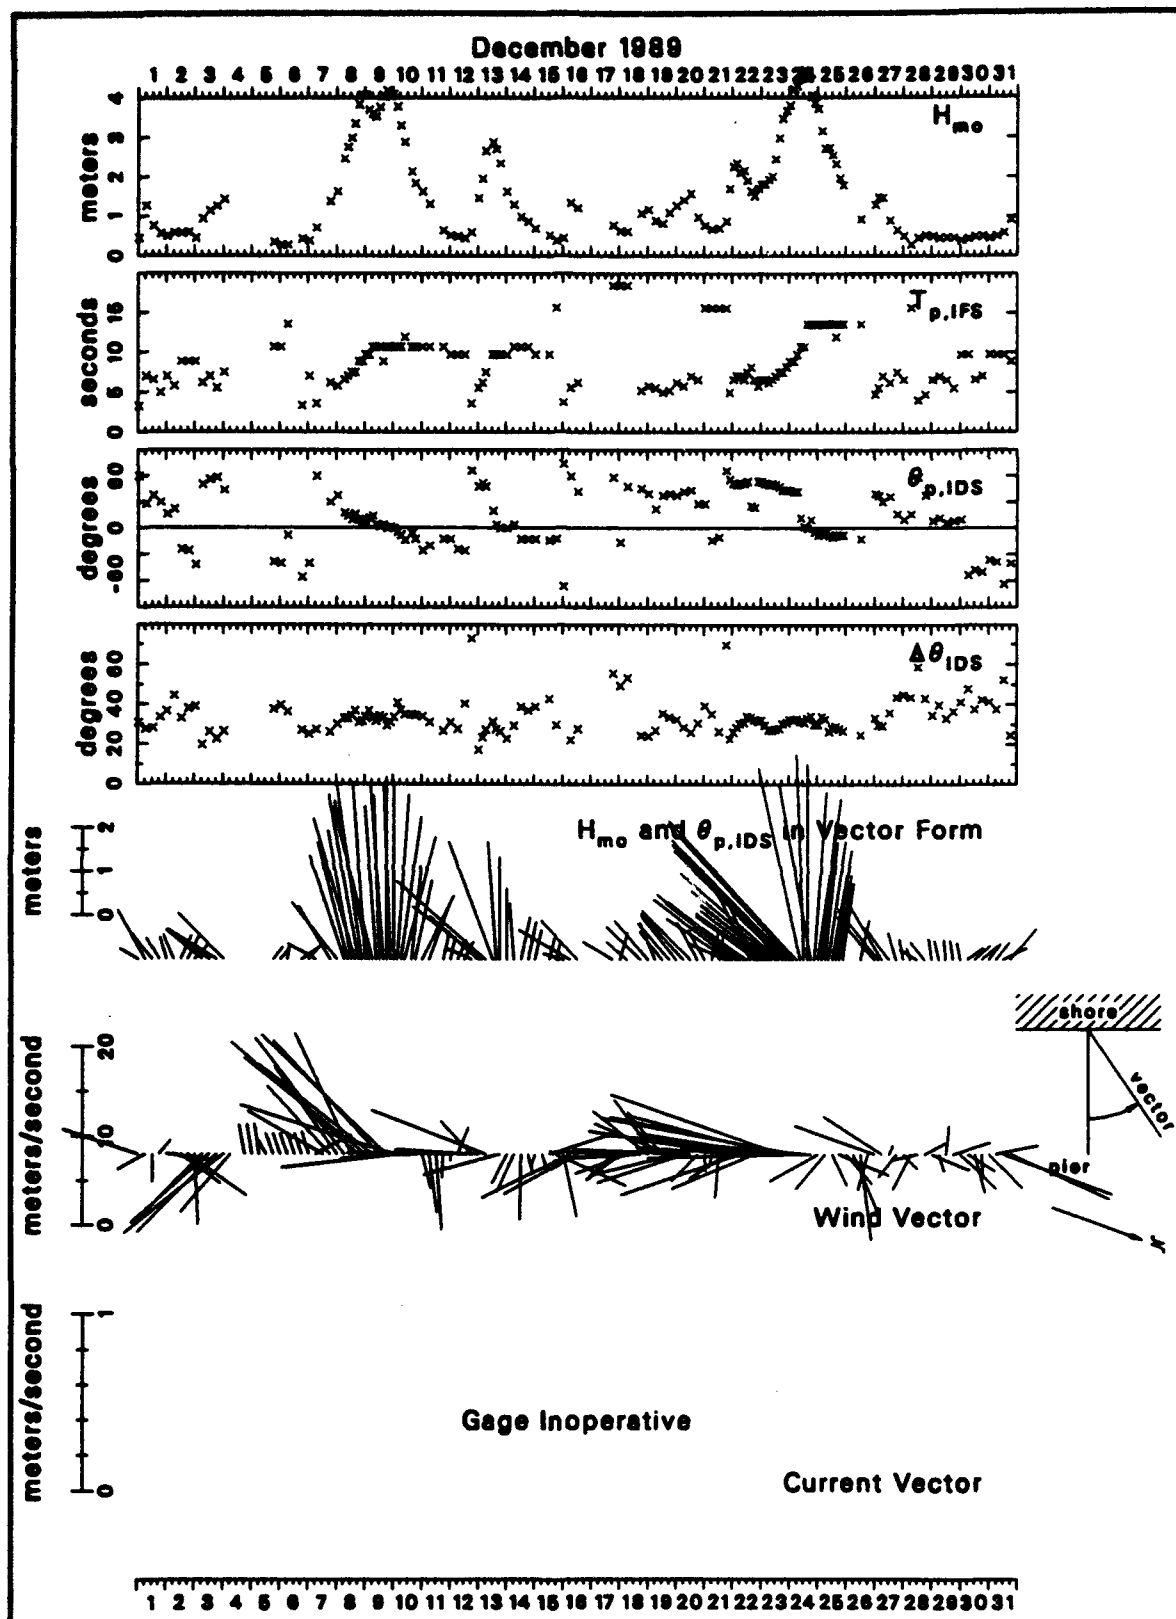 December 1989
1 2 3 4 5 6 7 8 9 10 11 12 13 14 15 16 17 18 19 20 21 22 23 24 25 26 27 28 29 30 31
meters
4
3
2
1
0
Hmo
seconds
15
10
5
0
Tp,IFS
degrees
90
0
-60
θp,IDS
degrees
60
40
20
0
ΔθIDS
meters
2
1
0
Hmo and θp,IDS in Vector Form
shore
vector
pier
N
meters/second
20
10
0
Wind Vector
meters/second
1
0
Gage Inoperative
Current Vector
1 2 3 4 5 6 7 8 9 10 11 12 13 14 15 16 17 18 19 20 21 22 23 24 25 26 27 28 29 30 31